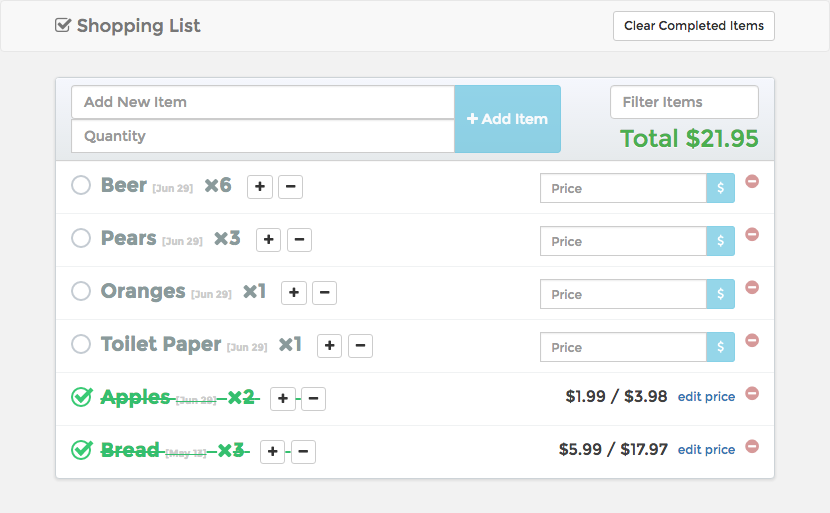 Shopping List
Clear Completed Items
Add New Item
Quantity
+ Add Item
Filter Items
Total $21.95
Beer [Jun 29] ×6 + − Price $
Pears [Jun 29] ×3 + − Price $
Oranges [Jun 29] ×1 + − Price $
Toilet Paper [Jun 29] ×1 + − Price $
Apples [Jun 29] ×2 + − $1.99 / $3.98 edit price
Bread [May 13] ×3 + − $5.99 / $17.97 edit price